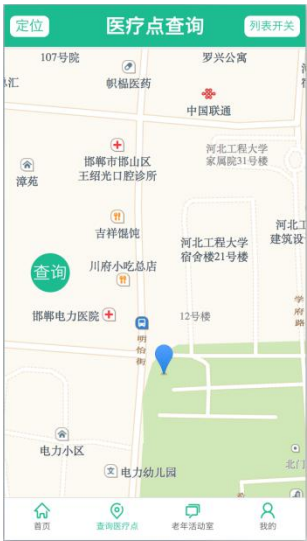 定位
医疗点查询
列表开关
107号院
罗兴公寓
帜楹医药
中国联通
邯郸市邯山区
王绍光口腔诊所
河北工程大学
家属院31号楼
漳苑
吉祥馄饨
河北工程大学
宿舍楼21号楼
河北工
建筑设
查询
川府小吃总店
邯郸电力医院
12号楼
学府路
明怡街
电力小区
电力幼儿园
北门
首页
查询医疗点
老年活动室
我的